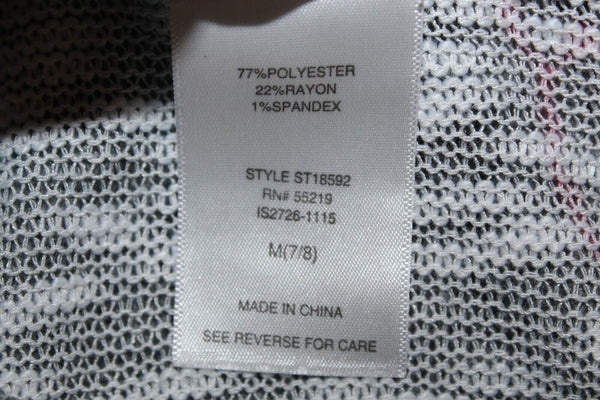 77%POLYESTER
22%RAYON
1%SPANDEX
STYLE ST18592
RN# 55219
IS2726-1115
M(7/8)
MADE IN CHINA
SEE REVERSE FOR CARE